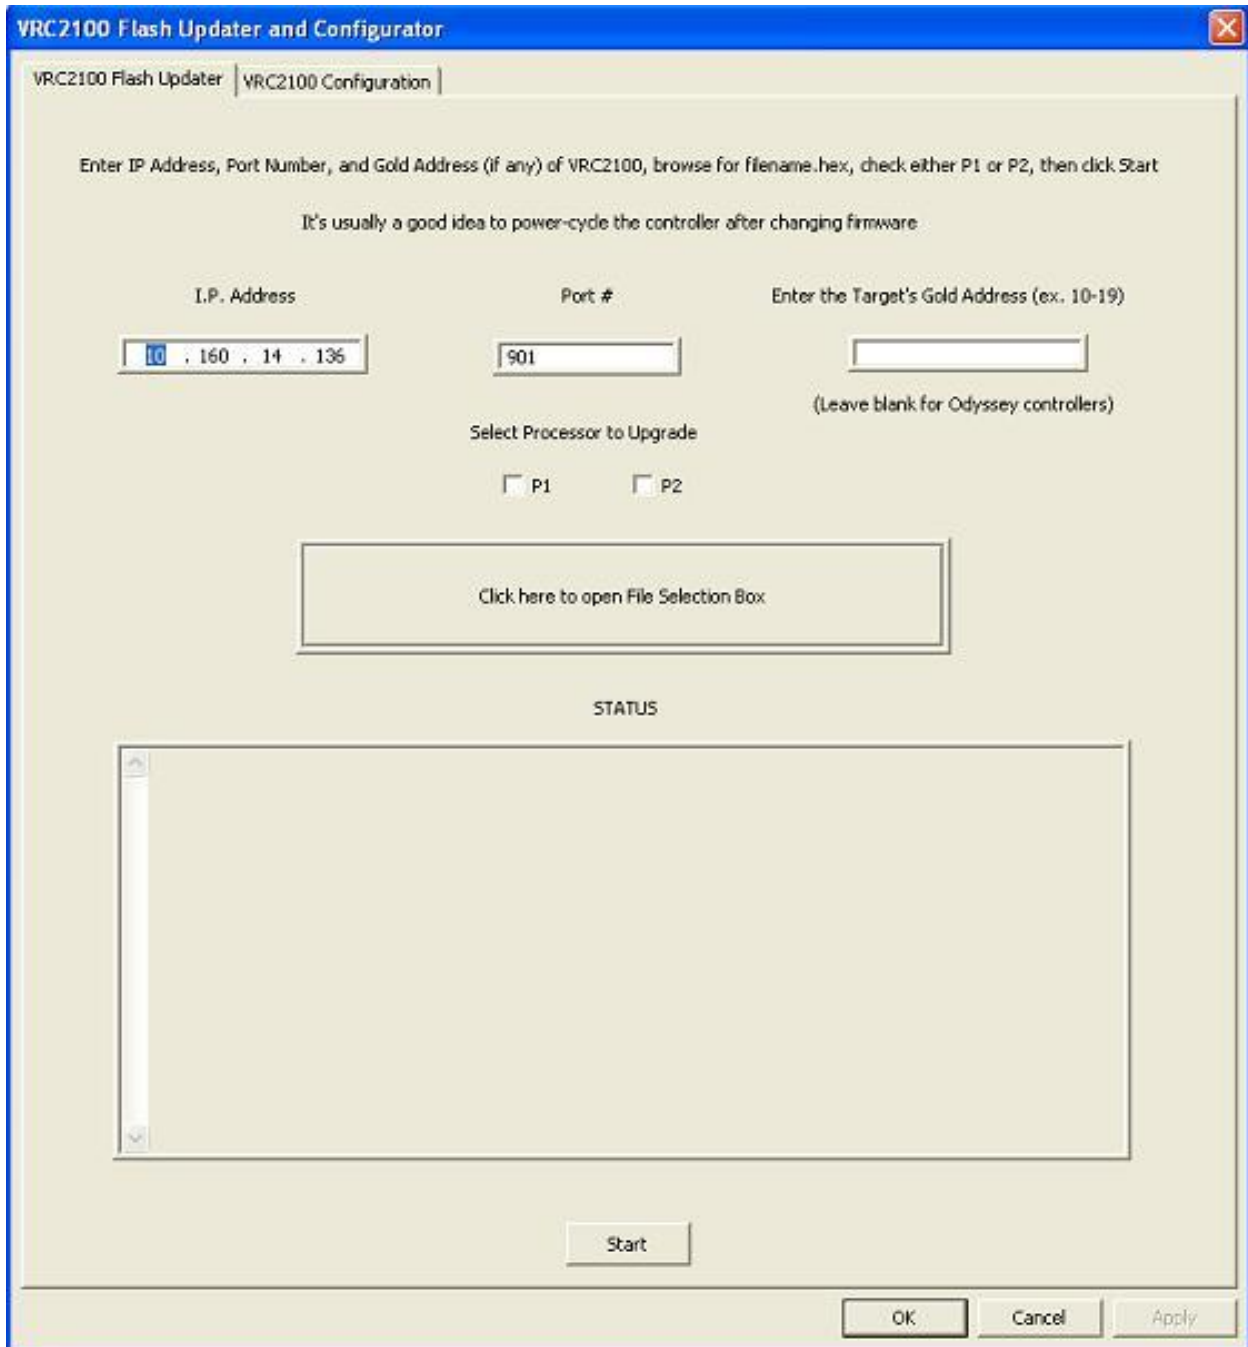 VRC2100 Flash Updater and Configurator
VRC2100 Flash Updater
VRC2100 Configuration
Enter IP Address, Port Number, and Gold Address (if any) of VRC2100, browse for filename.hex, check either P1 or P2, then click Start
It's usually a good idea to power-cycle the controller after changing firmware
I.P. Address
Port #
Enter the Target's Gold Address (ex. 10-19)
10 . 160 . 14 . 136
901
(Leave blank for Odyssey controllers)
Select Processor to Upgrade
P1
P2
Click here to open File Selection Box
STATUS
Start
OK
Cancel
Apply